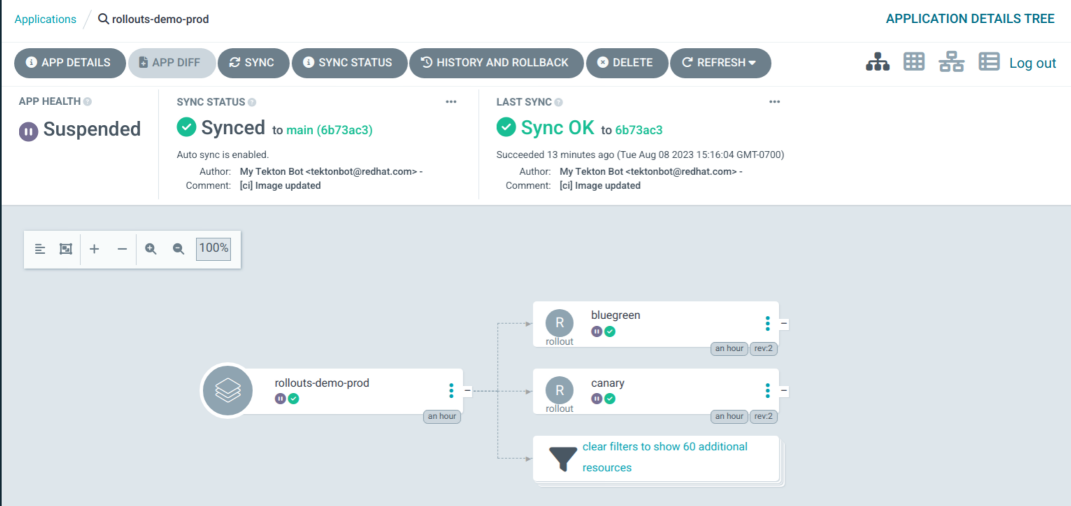 Applications / rollouts-demo-prod
APPLICATION DETAILS TREE
APP DETAILS
APP DIFF
SYNC
SYNC STATUS
HISTORY AND ROLLBACK
DELETE
REFRESH
Log out
APP HEALTH
Suspended
SYNC STATUS
Synced to main (6b73ac3)
Auto sync is enabled.
Author: My Tekton Bot <tektonbot@redhat.com> -
Comment: [ci] Image updated
LAST SYNC
Sync OK to 6b73ac3
Succeeded 13 minutes ago (Tue Aug 08 2023 15:16:04 GMT-0700)
Author: My Tekton Bot <tektonbot@redhat.com> -
Comment: [ci] Image updated
100%
rollouts-demo-prod
an hour
R
rollout
bluegreen
an hour
rev:2
R
rollout
canary
an hour
rev:2
clear filters to show 60 additional
resources